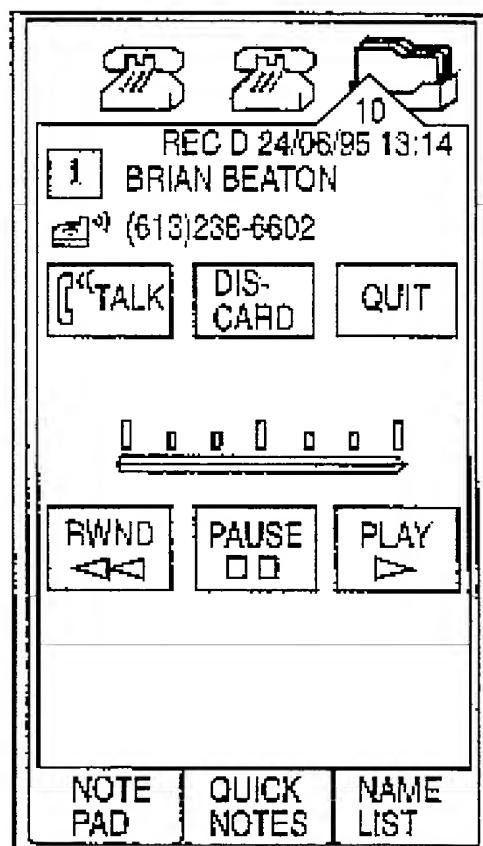 10
REC D 24/06/95 13:14
i BRIAN BEATON
(613)238-6602
TALK DIS-CARD QUIT
RWND PAUSE PLAY
NOTE PAD QUICK NOTES NAME LIST